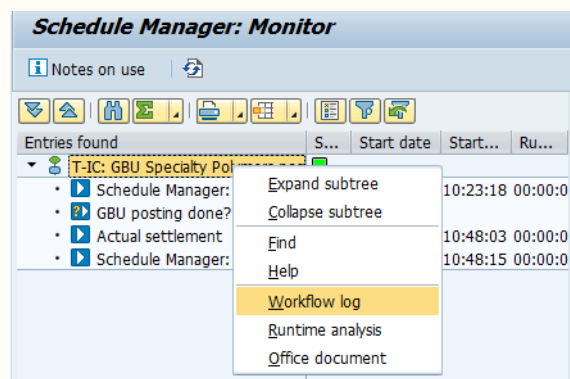 Schedule Manager: Monitor
Notes on use
Entries found S... Start date Start... Ru...
T-IC: GBU Specialty
Schedule Manager: 10:23:18 00:00:0
GBU posting done?
Actual settlement 10:48:03 00:00:0
Schedule Manager: 10:48:15 00:00:0
Expand subtree
Collapse subtree
Find
Help
Workflow log
Runtime analysis
Office document